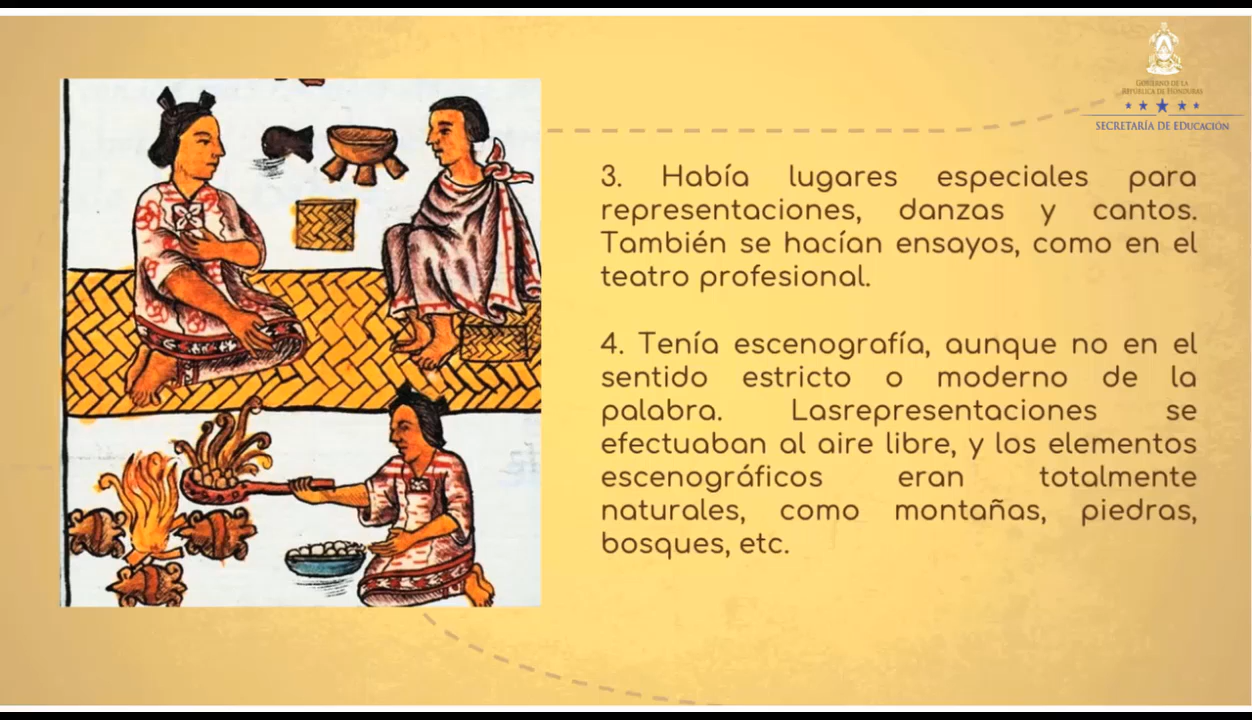 GOBIERNO DE LA
REPÚBLICA DE HONDURAS
SECRETARÍA DE EDUCACIÓN
3. Había lugares especiales para
representaciones, danzas y cantos.
También se hacían ensayos, como en el
teatro profesional.
4. Tenía escenografía, aunque no en el
sentido estricto o moderno de la
palabra. Lasrepresentaciones se
efectuaban al aire libre, y los elementos
escenográficos eran totalmente
naturales, como montañas, piedras,
bosques, etc.